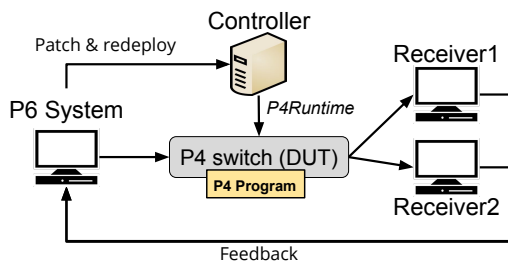 Controller
Patch & redeploy
Receiver1
P4Runtime
P6 System
P4 switch (DUT)
P4 Program
Receiver2
Feedback